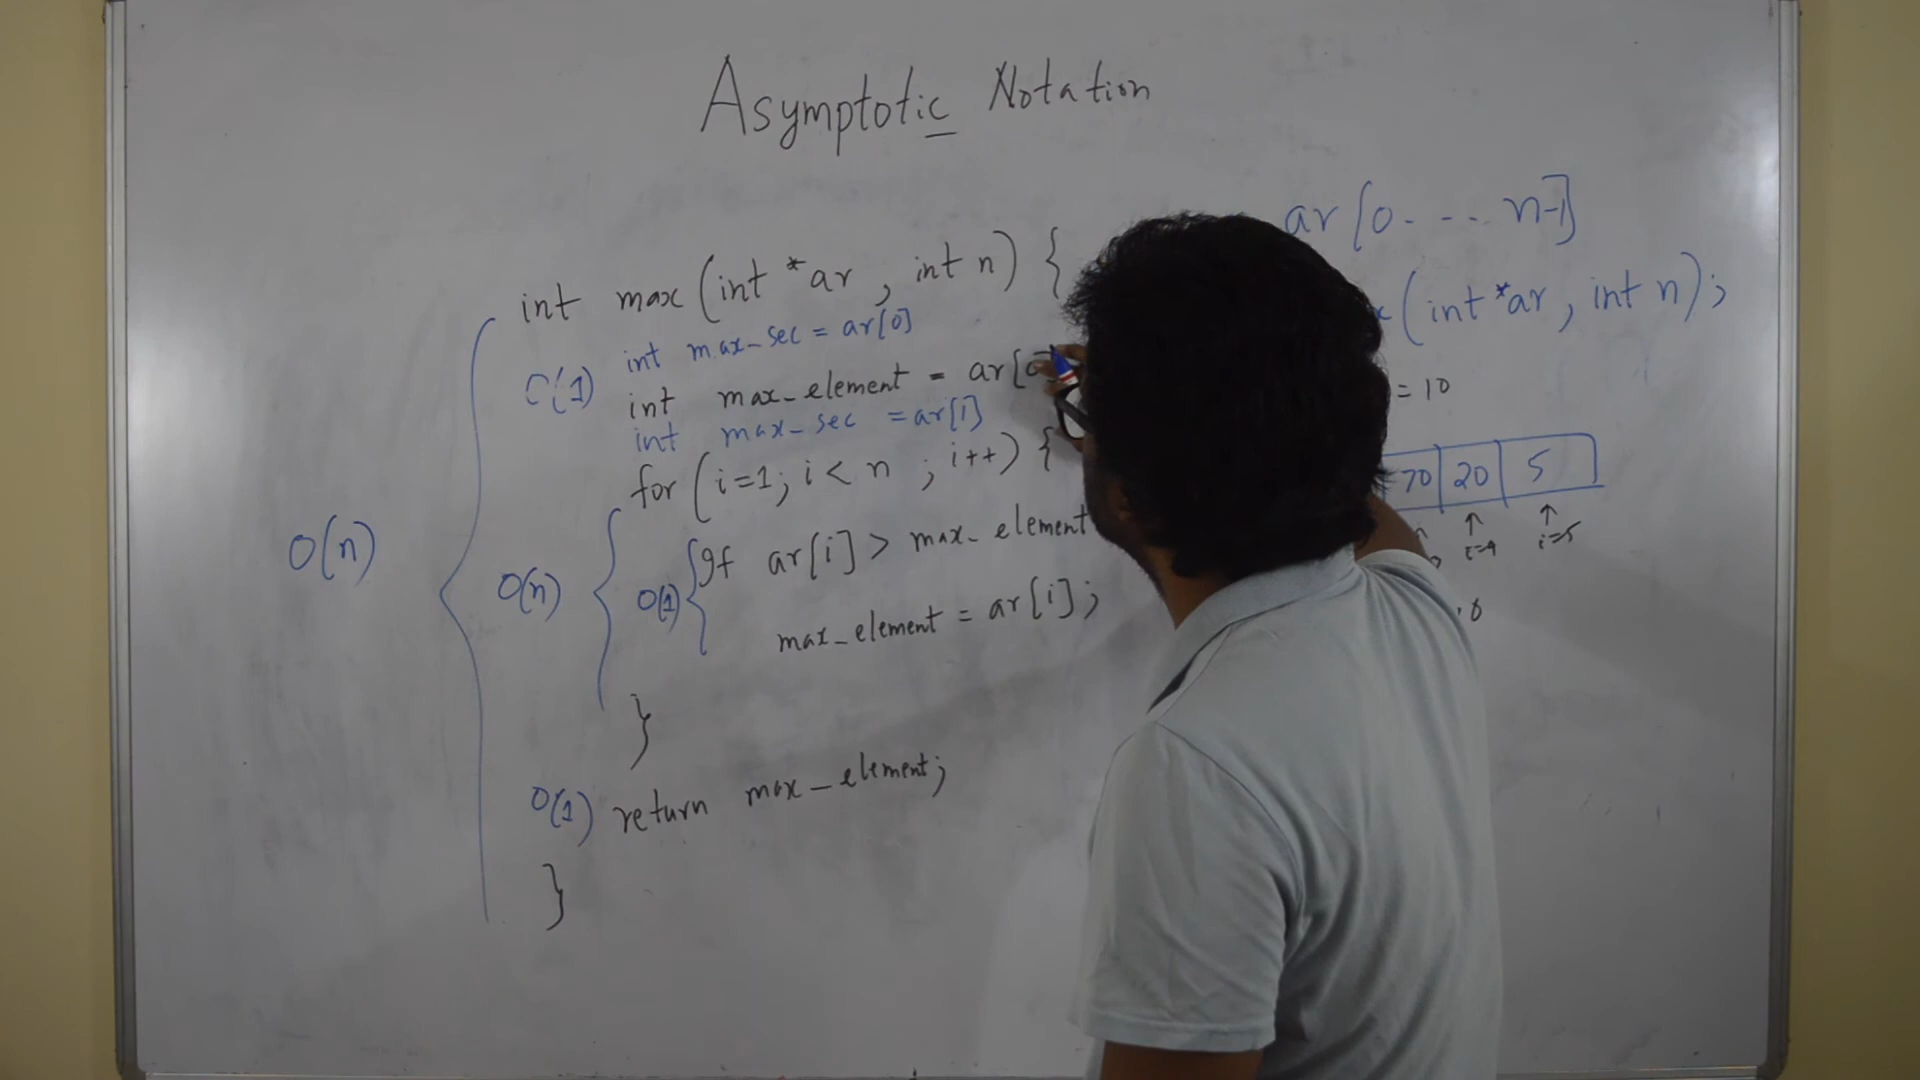 Asymptotic Notation
int max (int *ar, int n) {
int max_sec = ar[0]
O(1)
int max_element = ar[0
int max_sec = ar[1]
for (i=1; i < n ; i++) {
O(n)
O(n)
O(1)
If ar[i] > max_element
max_element = ar[i];
}
O(1) return max_element;
}
ar[0 - - - n-1]
(int *ar, int n);
= 10
70 20 5
i=4 i=5